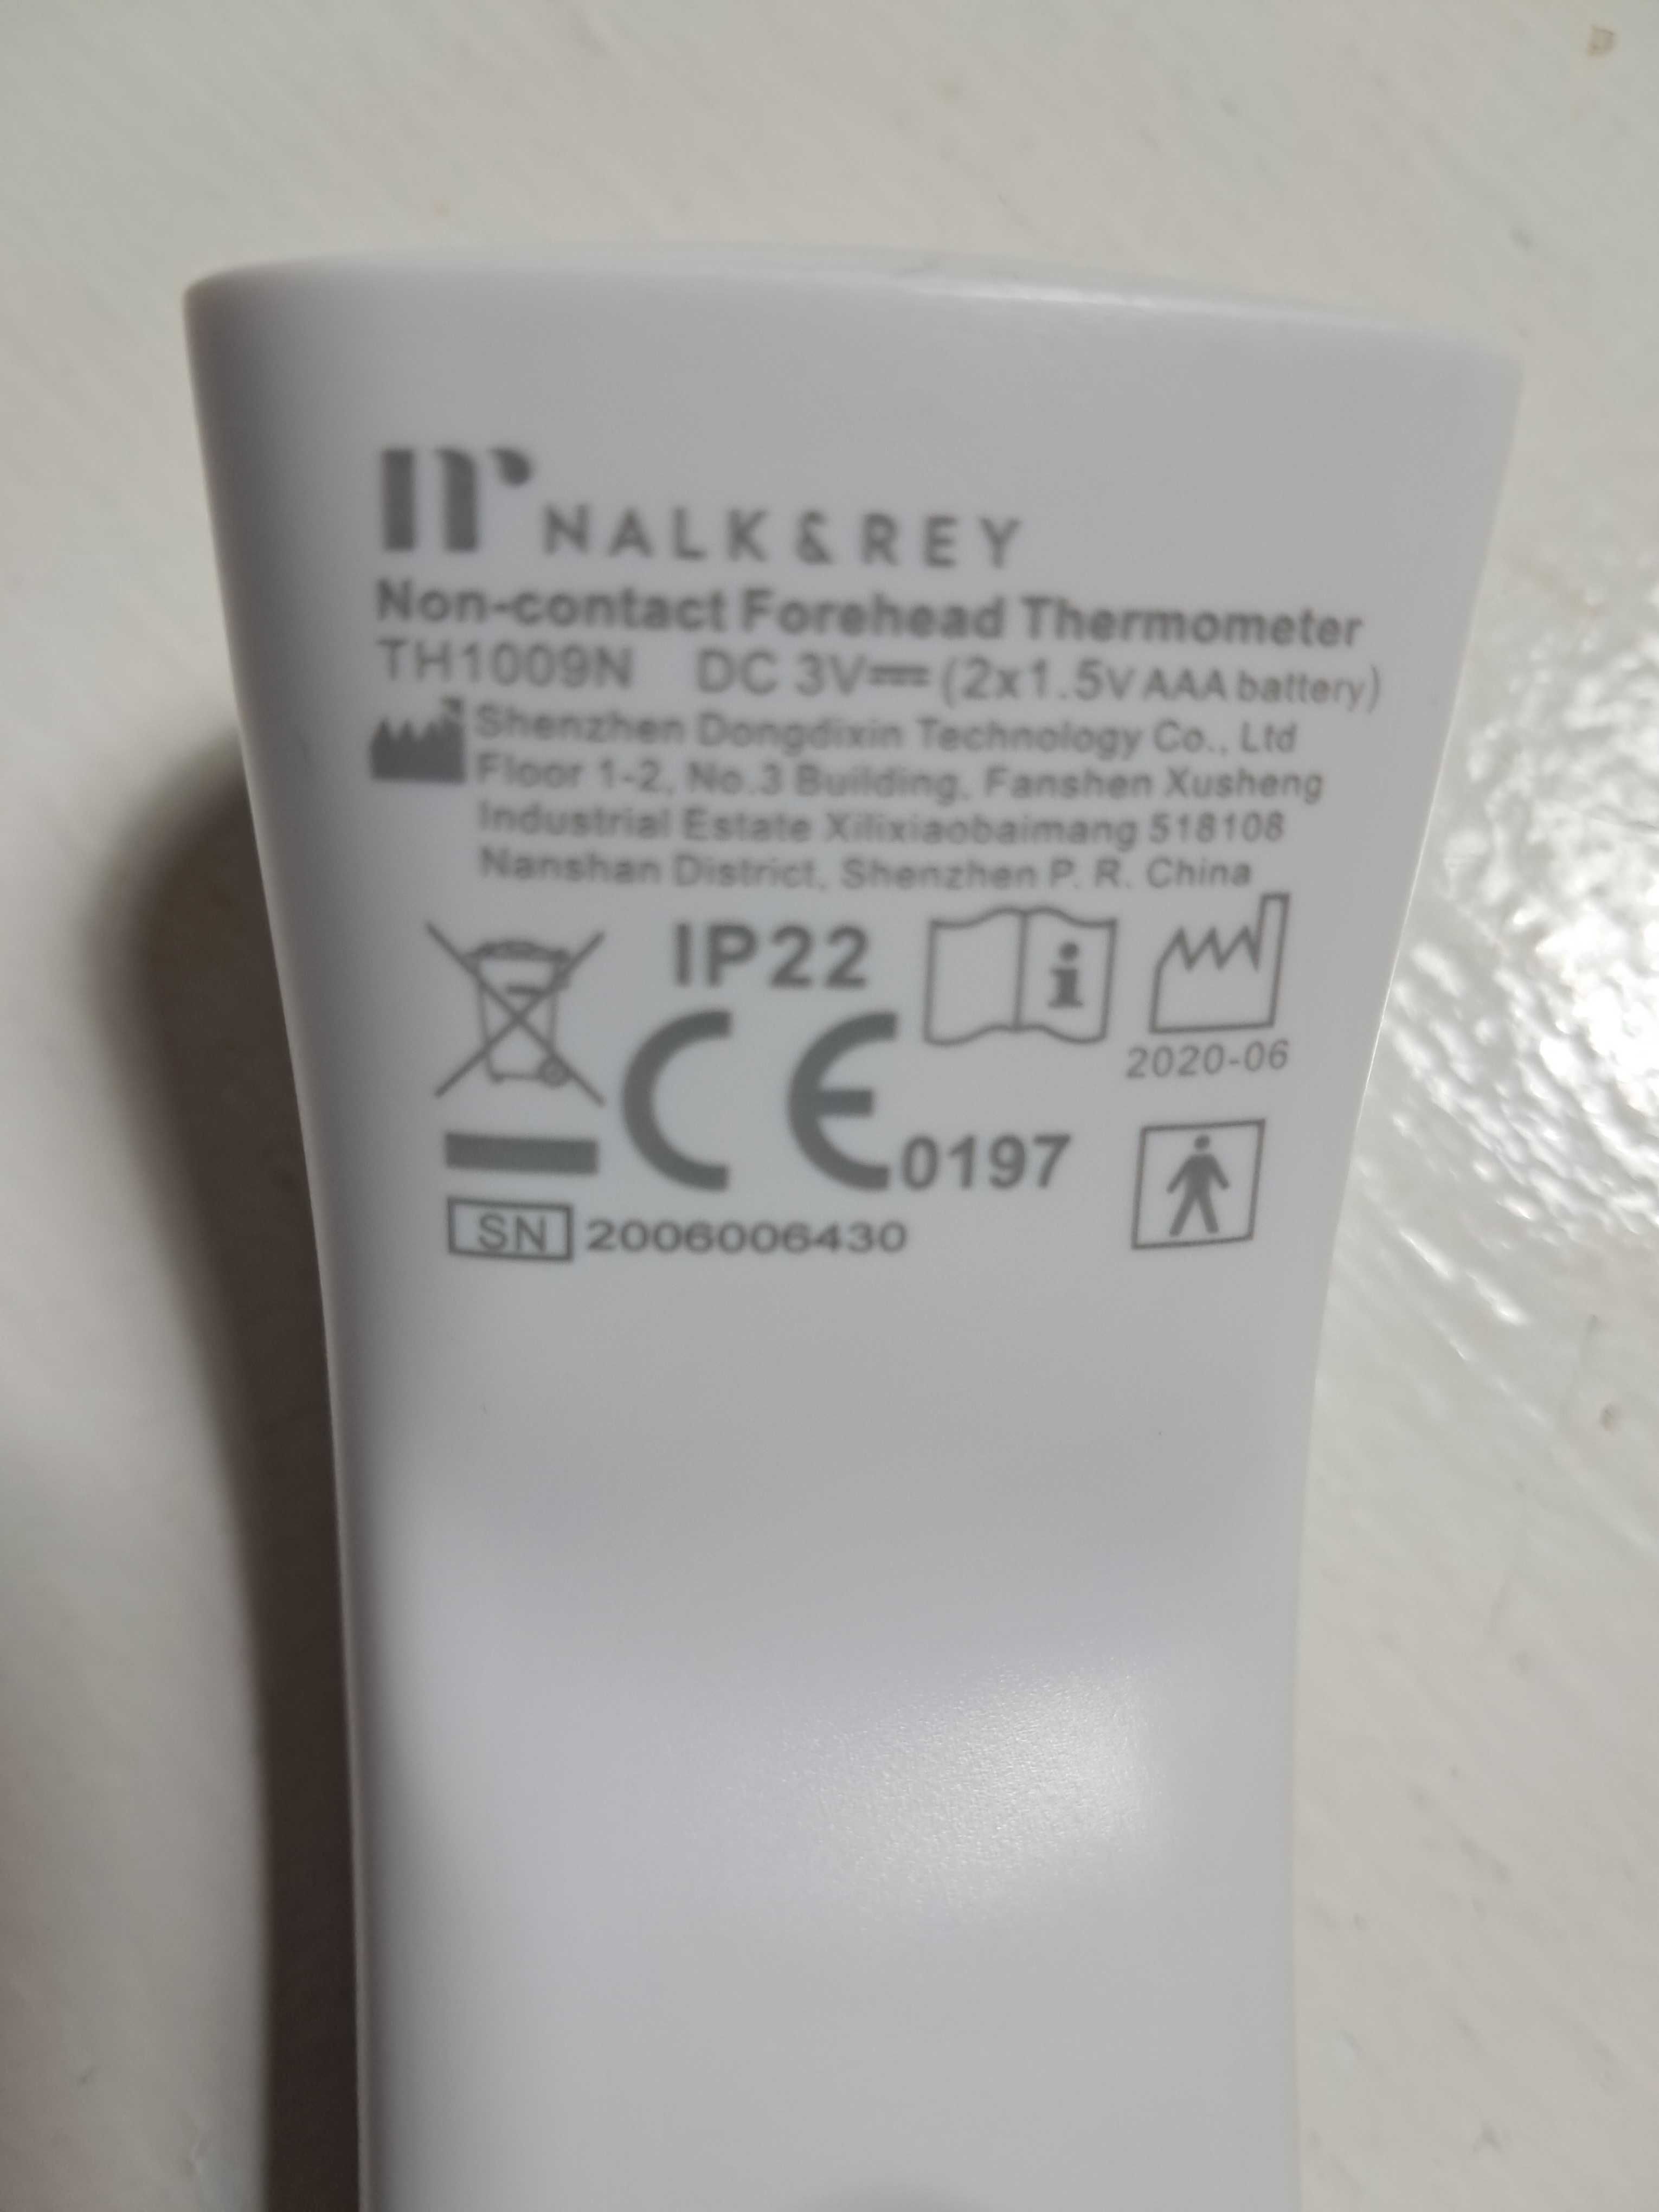 nr NALK&REY
Non-contact Forehead Thermometer
TH1009N DC 3V⎓(2x1.5V AAA battery)
Shenzhen Dongdixin Technology Co., Ltd
Floor 1-2, No.3 Building, Fanshen Xusheng
Industrial Estate Xilixiaobaimang 518108
Nanshan District, Shenzhen P. R. China
IP22
2020-06
CE 0197
SN 2006006430